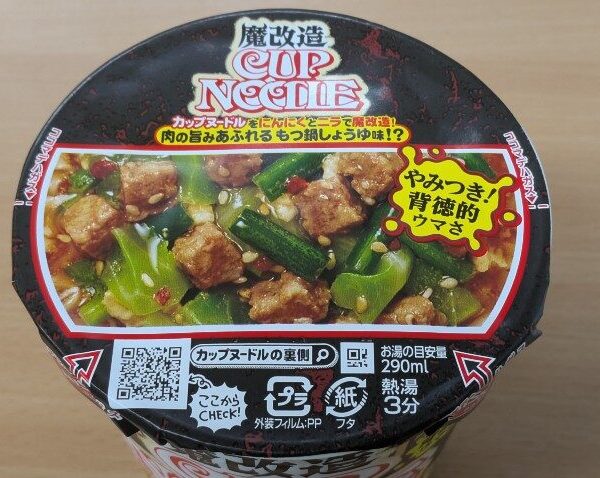 魔改造
CUP
NOODLE
カップヌードルをにんにくとニラで魔改造!
肉の旨みあふれる もつ鍋しょうゆ味!?
やみつき!
背徳的
ウマさ
カップヌードルの裏側
お湯の目安量
290ml
熱湯
3分
ここから
CHECK!
プラ
外装フィルム:PP
紙
フタ
魔改造